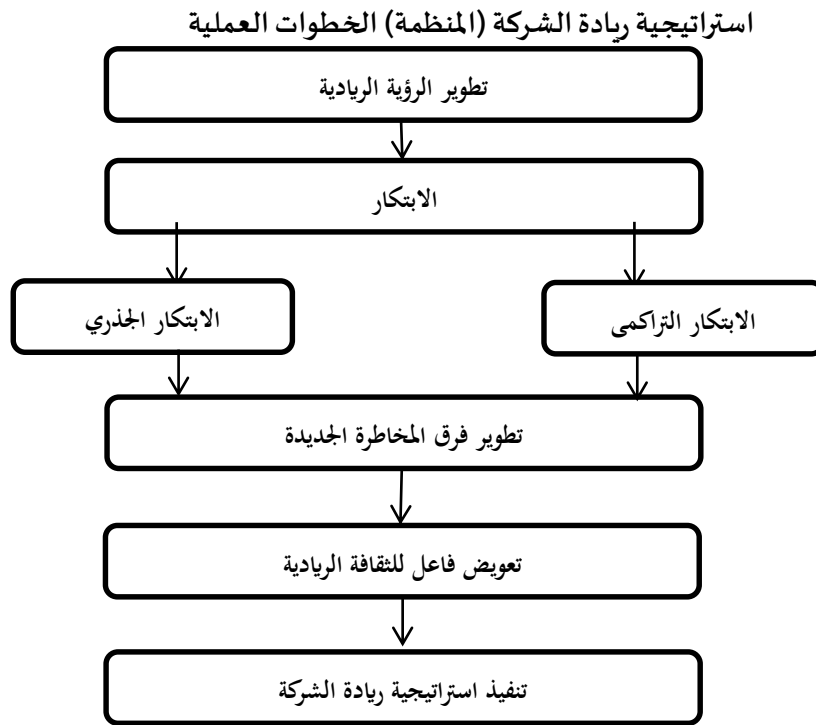 استراتيجية ريادة الشركة (المنظمة) الخطوات العملية
تطوير الرؤية الريادية
الابتكار
الابتكار التراكمى
الابتكار الجذري
تطوير فرق المخاطرة الجديدة
تعويض فاعل للثقافة الريادية
تنفيذ استراتيجية ريادة الشركة